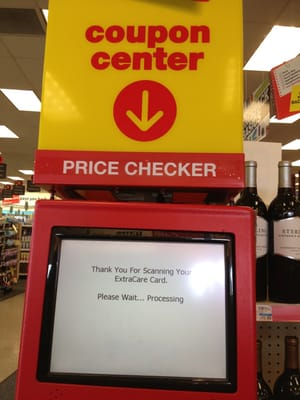 coupon
center
PRICE CHECKER
Thank You For Scanning Your
ExtraCare Card.
Please Wait... Processing